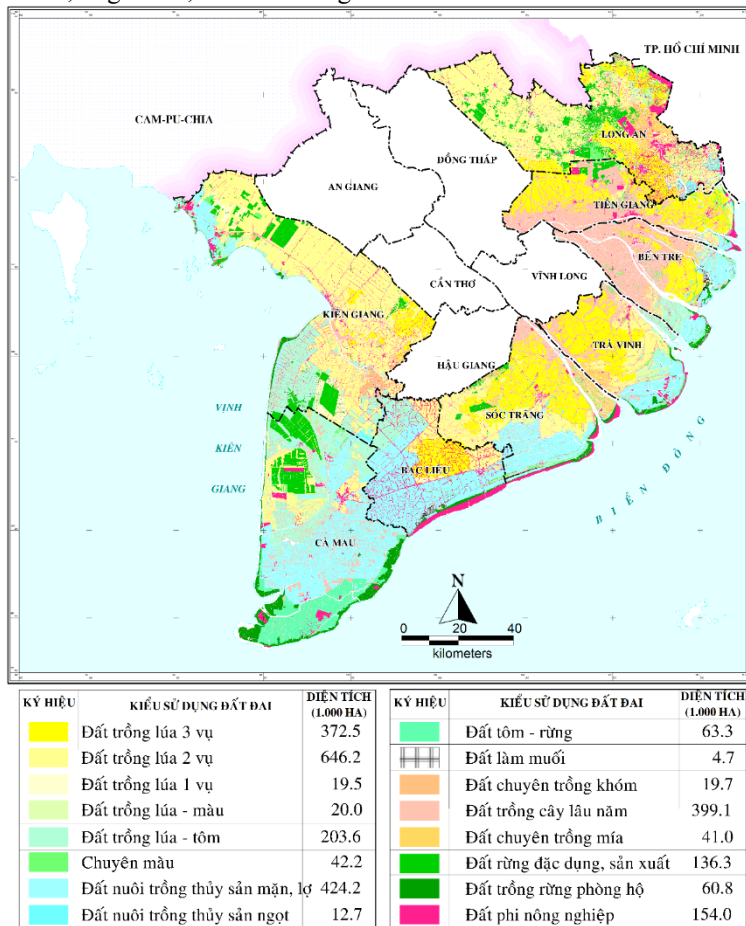 TP. HỒ CHÍ MINH
CAM-PU-CHIA
LONG AN
ĐỒNG THÁP
AN GIANG
TIỀN GIANG
BẾN TRE
VĨNH LONG
CẦN THƠ
KIÊN GIANG
TRÀ VINH
HẬU GIANG
SÓC TRĂNG
VỊNH
KIÊN
GIANG
BẠC LIÊU
BIỂN ĐÔNG
CÀ MAU
N
0 20 40
kilometers
KÝ HIỆU KIỂU SỬ DỤNG ĐẤT ĐAI DIỆN TÍCH (1.000 HA)
Đất trồng lúa 3 vụ 372.5
Đất trồng lúa 2 vụ 646.2
Đất trồng lúa 1 vụ 19.5
Đất trồng lúa - màu 20.0
Đất trồng lúa - tôm 203.6
Chuyên màu 42.2
Đất nuôi trồng thủy sản mặn, lợ 424.2
Đất nuôi trồng thủy sản ngọt 12.7
KÝ HIỆU KIỂU SỬ DỤNG ĐẤT ĐAI DIỆN TÍCH (1.000 HA)
Đất tôm - rừng 63.3
Đất làm muối 4.7
Đất chuyên trồng khóm 19.7
Đất trồng cây lâu năm 399.1
Đất chuyên trồng mía 41.0
Đất rừng đặc dụng, sản xuất 136.3
Đất trồng rừng phòng hộ 60.8
Đất phi nông nghiệp 154.0